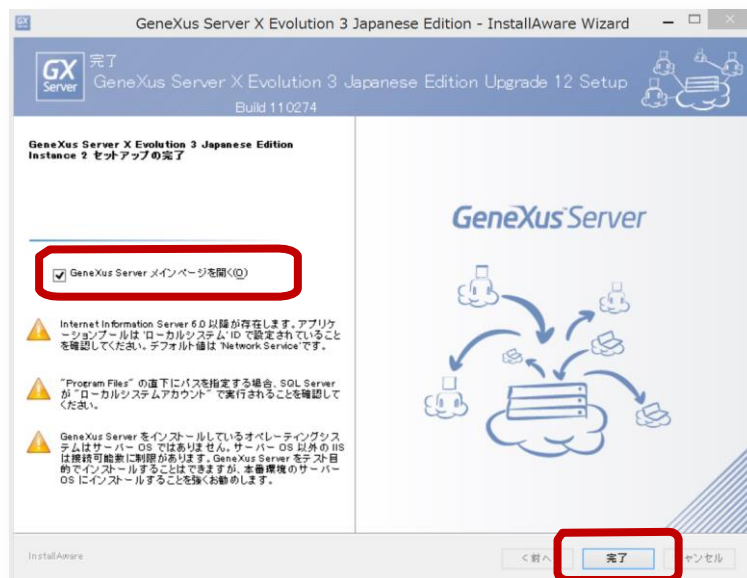 GeneXus Server X Evolution 3 Japanese Edition - InstallAware Wizard
GX
Server
完了
GeneXus Server X Evolution 3 Japanese Edition Upgrade 12 Setup
Build 110274
GeneXus Server X Evolution 3 Japanese Edition
Instance 2 セットアップの完了
GeneXus Server メインページを開く(O)
Internet Information Server 6.0 以降が存在します。アプリケ
ーションプールは 'ローカルシステム' ID で設定されていること
を確認してください。デフォルト値は 'Network Service'です。
"Program Files" の直下にパスを指定する場合、SQL Server
が "ローカルシステムアカウント" で実行されることを確認して
ください。
GeneXus Server をインストールしているオペレーティングシス
テムはサーバー OS ではありません。サーバー OS 以外の IIS
は接続可能数に制限があります。GeneXus Server をテスト目
的でインストールすることはできますが、本番環境のサーバー
OS にインストールすることを強くお勧めします。
GeneXus Server
InstallAware
< 前へ
完了
ャンセル